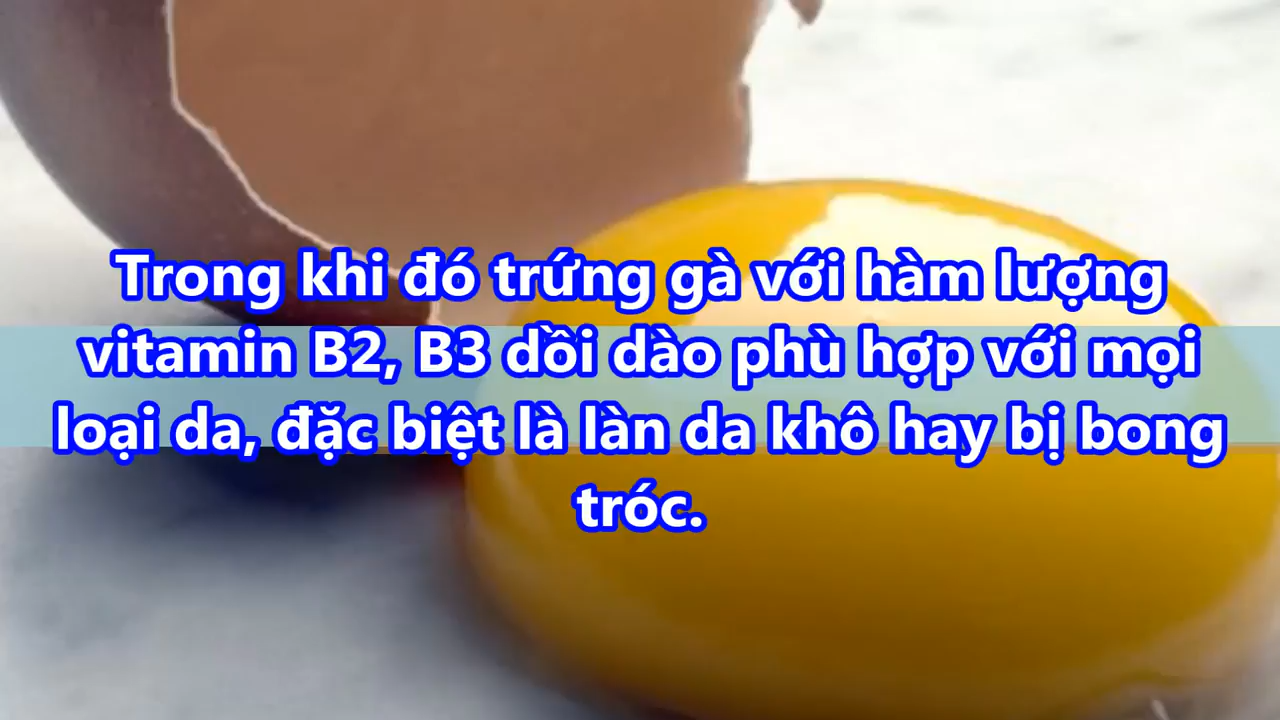 Trong khi đó trứng gà với hàm lượng
vitamin B2, B3 dồi dào phù hợp với mọi
loại da, đặc biệt là làn da khô hay bị bong
tróc.